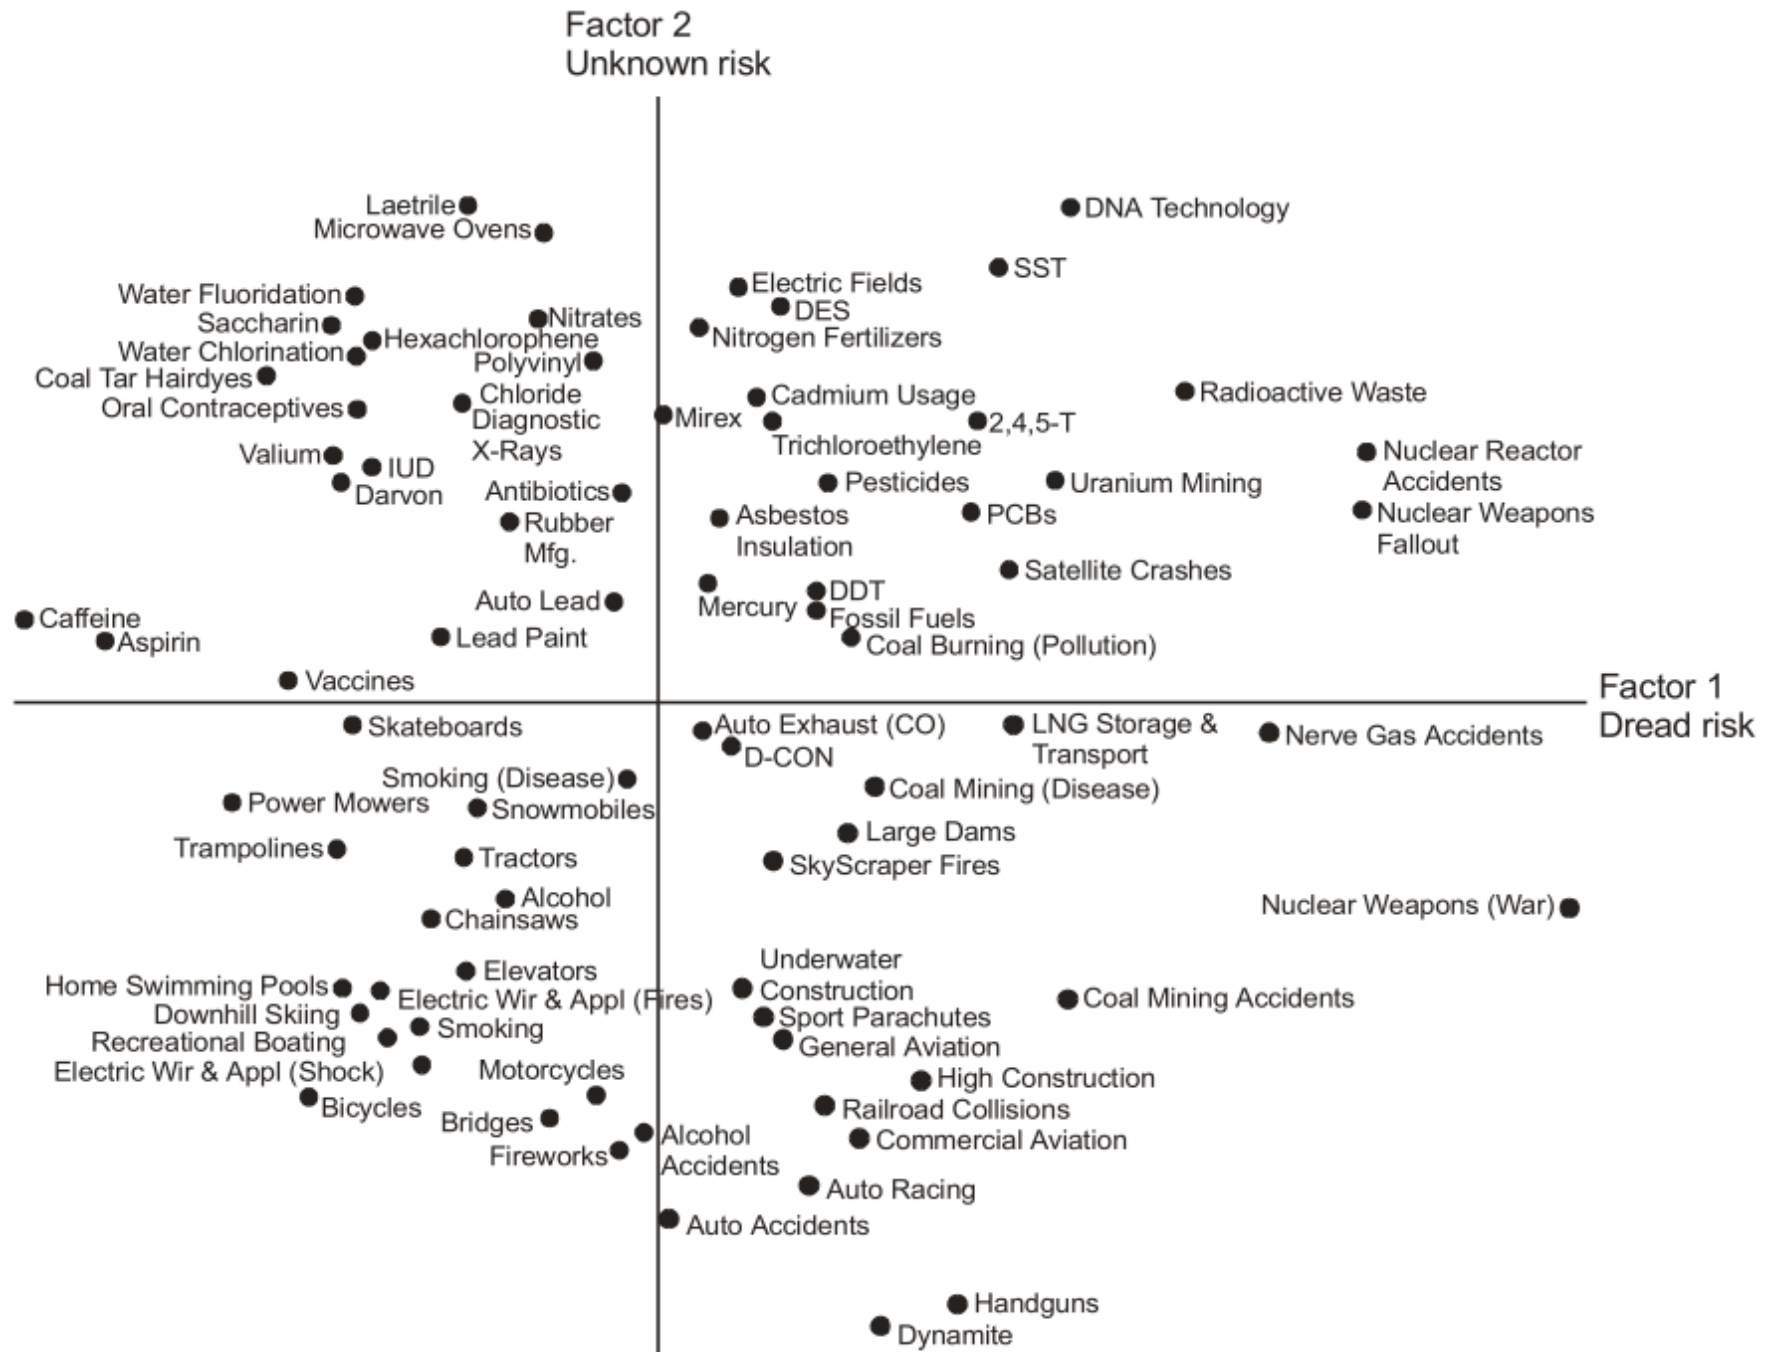 Factor 2
Unknown risk
Laetrile
Microwave Ovens
Water Fluoridation
Saccharin
Water Chlorination
Coal Tar Hairdyes
Oral Contraceptives
Nitrates
Hexachlorophene
Polyvinyl
Chloride
Diagnostic
X-Rays
Valium
IUD
Darvon
Antibiotics
Rubber
Mfg.
Auto Lead
Caffeine
Aspirin
Lead Paint
Vaccines
DNA Technology
SST
Electric Fields
DES
Nitrogen Fertilizers
Cadmium Usage
Mirex
Trichloroethylene
2,4,5-T
Radioactive Waste
Nuclear Reactor
Accidents
Pesticides
Uranium Mining
Asbestos
Insulation
PCBs
Nuclear Weapons
Fallout
Satellite Crashes
Mercury
DDT
Fossil Fuels
Coal Burning (Pollution)
Factor 1
Dread risk
Skateboards
Smoking (Disease)
Power Mowers
Snowmobiles
Trampolines
Tractors
Alcohol
Chainsaws
Elevators
Home Swimming Pools
Electric Wir & Appl (Fires)
Downhill Skiing
Smoking
Recreational Boating
Electric Wir & Appl (Shock)
Motorcycles
Bicycles
Bridges
Fireworks
Alcohol
Accidents
Auto Exhaust (CO)
D-CON
LNG Storage &
Transport
Nerve Gas Accidents
Coal Mining (Disease)
Large Dams
SkyScraper Fires
Nuclear Weapons (War)
Underwater
Construction
Coal Mining Accidents
Sport Parachutes
General Aviation
High Construction
Railroad Collisions
Commercial Aviation
Auto Racing
Auto Accidents
Handguns
Dynamite